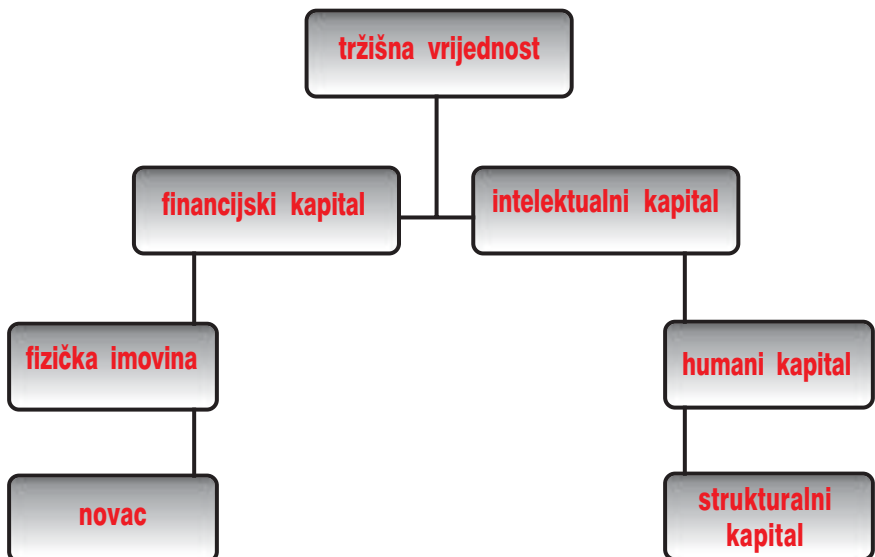 tržišna vrijednost
financijski kapital
intelektualni kapital
fizička imovina
humani kapital
novac
strukturalni
kapital